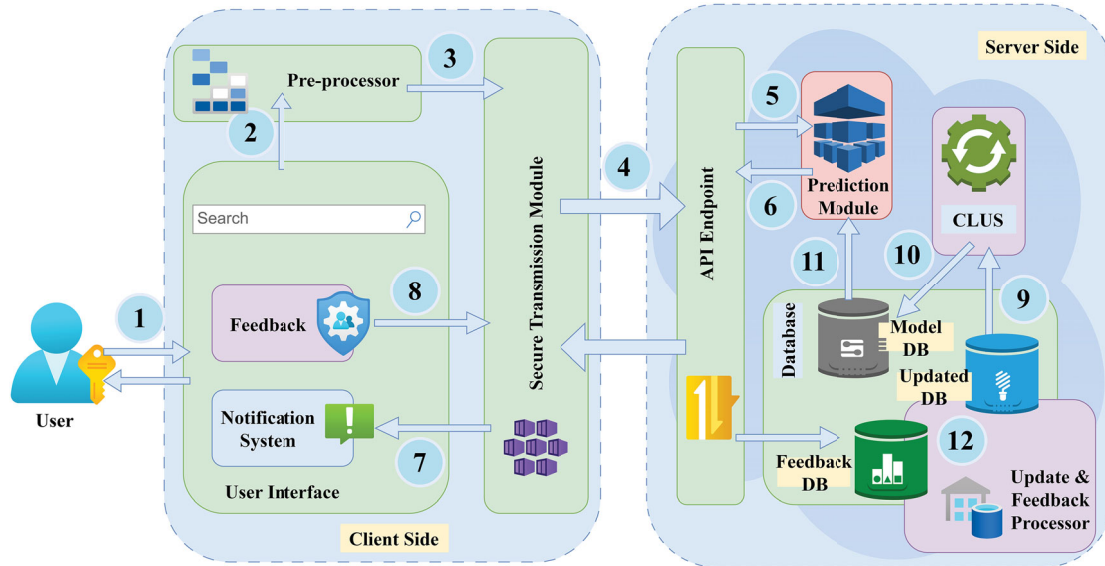 Server Side
3
Pre-processor
2
5
4
Prediction
Module
6
CLUS
Search
Secure Transmission Module
API Endpoint
11
10
9
1
8
Feedback
Database
Model
DB
Updated
DB
User
Notification
System
7
12
Feedback
DB
Update &
Feedback
Processor
User Interface
Client Side